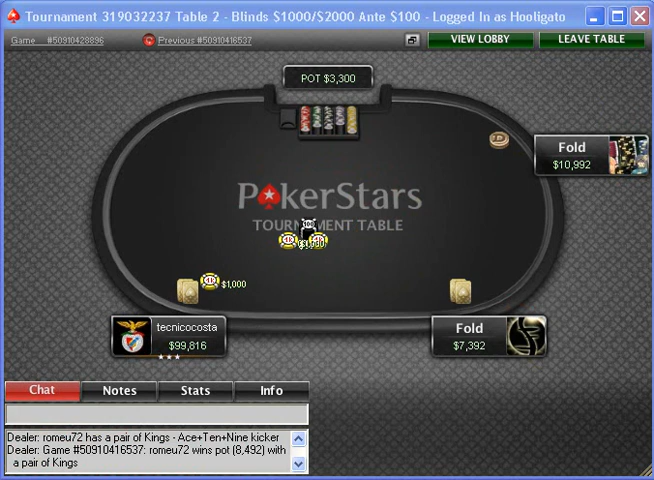 Tournament 319032237 Table 2 - Blinds $1000/$2000 Ante $100 - Logged In as Hooligato
Game #50910428896
Previous #50910416537
VIEW LOBBY
LEAVE TABLE
POT $3,300
D
Fold
$10,992
PokerStars
TOURNAMENT TABLE
$1,000
tecnicocosta
$99,816
Fold
$7,392
Chat
Notes
Stats
Info
Dealer: romeu72 has a pair of Kings - Ace+Ten+Nine kicker
Dealer: Game #50910416537: romeu72 wins pot (8,492) with
a pair of Kings